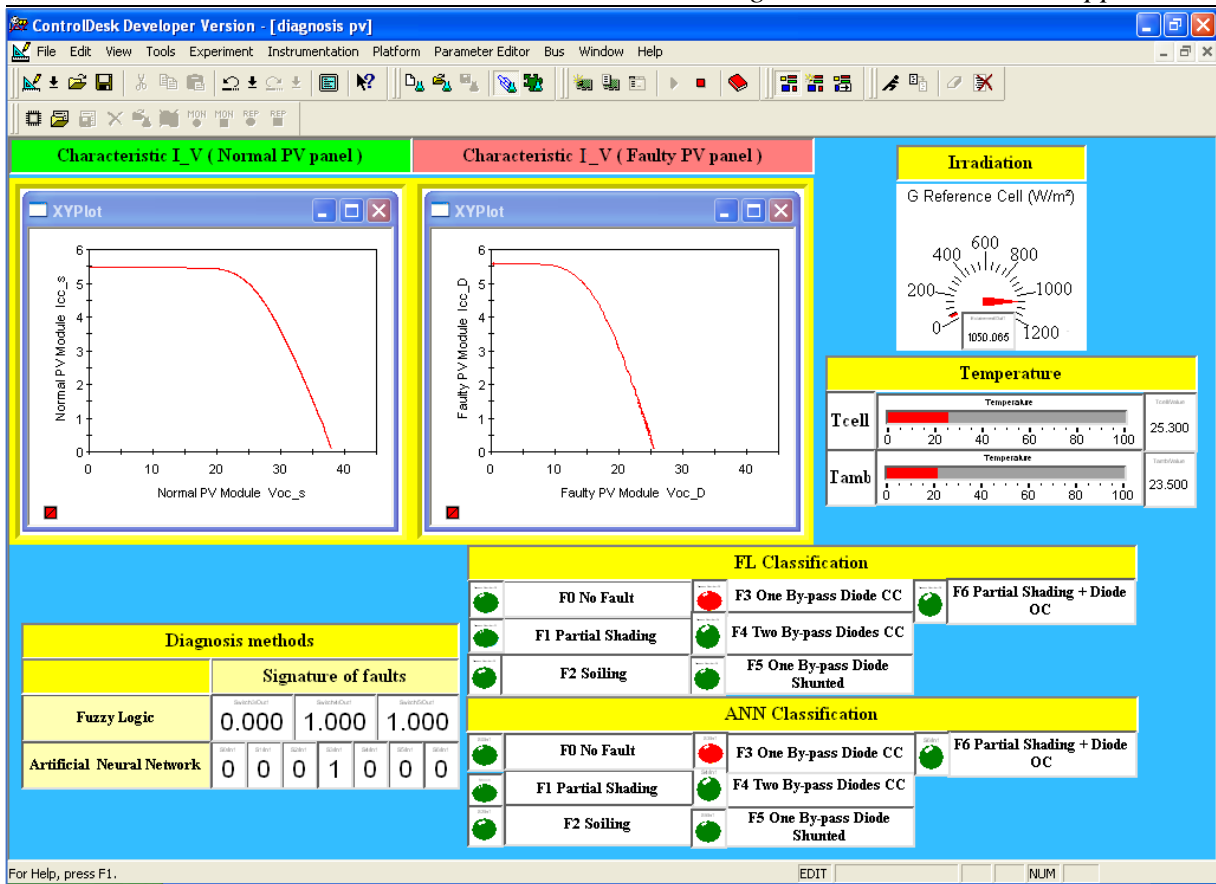 ControlDesk Developer Version - [diagnosis pv]
File Edit View Tools Experiment Instrumentation Platform Parameter Editor Bus Window Help
MON MON REP REP
Characteristic I_V ( Normal PV panel )
Characteristic I_V ( Faulty PV panel )
XYPlot
Normal PV Module Icc_s
6
5
4
3
2
1
0
0 10 20 30 40
Normal PV Module Voc_s
XYPlot
Faulty PV Module Icc_D
6
5
4
3
2
1
0
0 10 20 30 40
Faulty PV Module Voc_D
Irradiation
G Reference Cell (W/m²)
0 200 400 600 800 1000 1200
1050.065
Temperature
Tcell
Temperature
0 20 40 60 80 100
25.300
Tamb
Temperature
0 20 40 60 80 100
23.500
Diagnosis methods
Signature of faults
Fuzzy Logic
0.000 1.000 1.000
Artificial Neural Network
0 0 0 1 0 0 0
FL Classification
F0 No Fault
F3 One By-pass Diode CC
F6 Partial Shading + Diode
OC
F1 Partial Shading
F4 Two By-pass Diodes CC
F2 Soiling
F5 One By-pass Diode
Shunted
ANN Classification
F0 No Fault
F3 One By-pass Diode CC
F6 Partial Shading + Diode
OC
F1 Partial Shading
F4 Two By-pass Diodes CC
F2 Soiling
F5 One By-pass Diode
Shunted
For Help, press F1.
EDIT
NUM